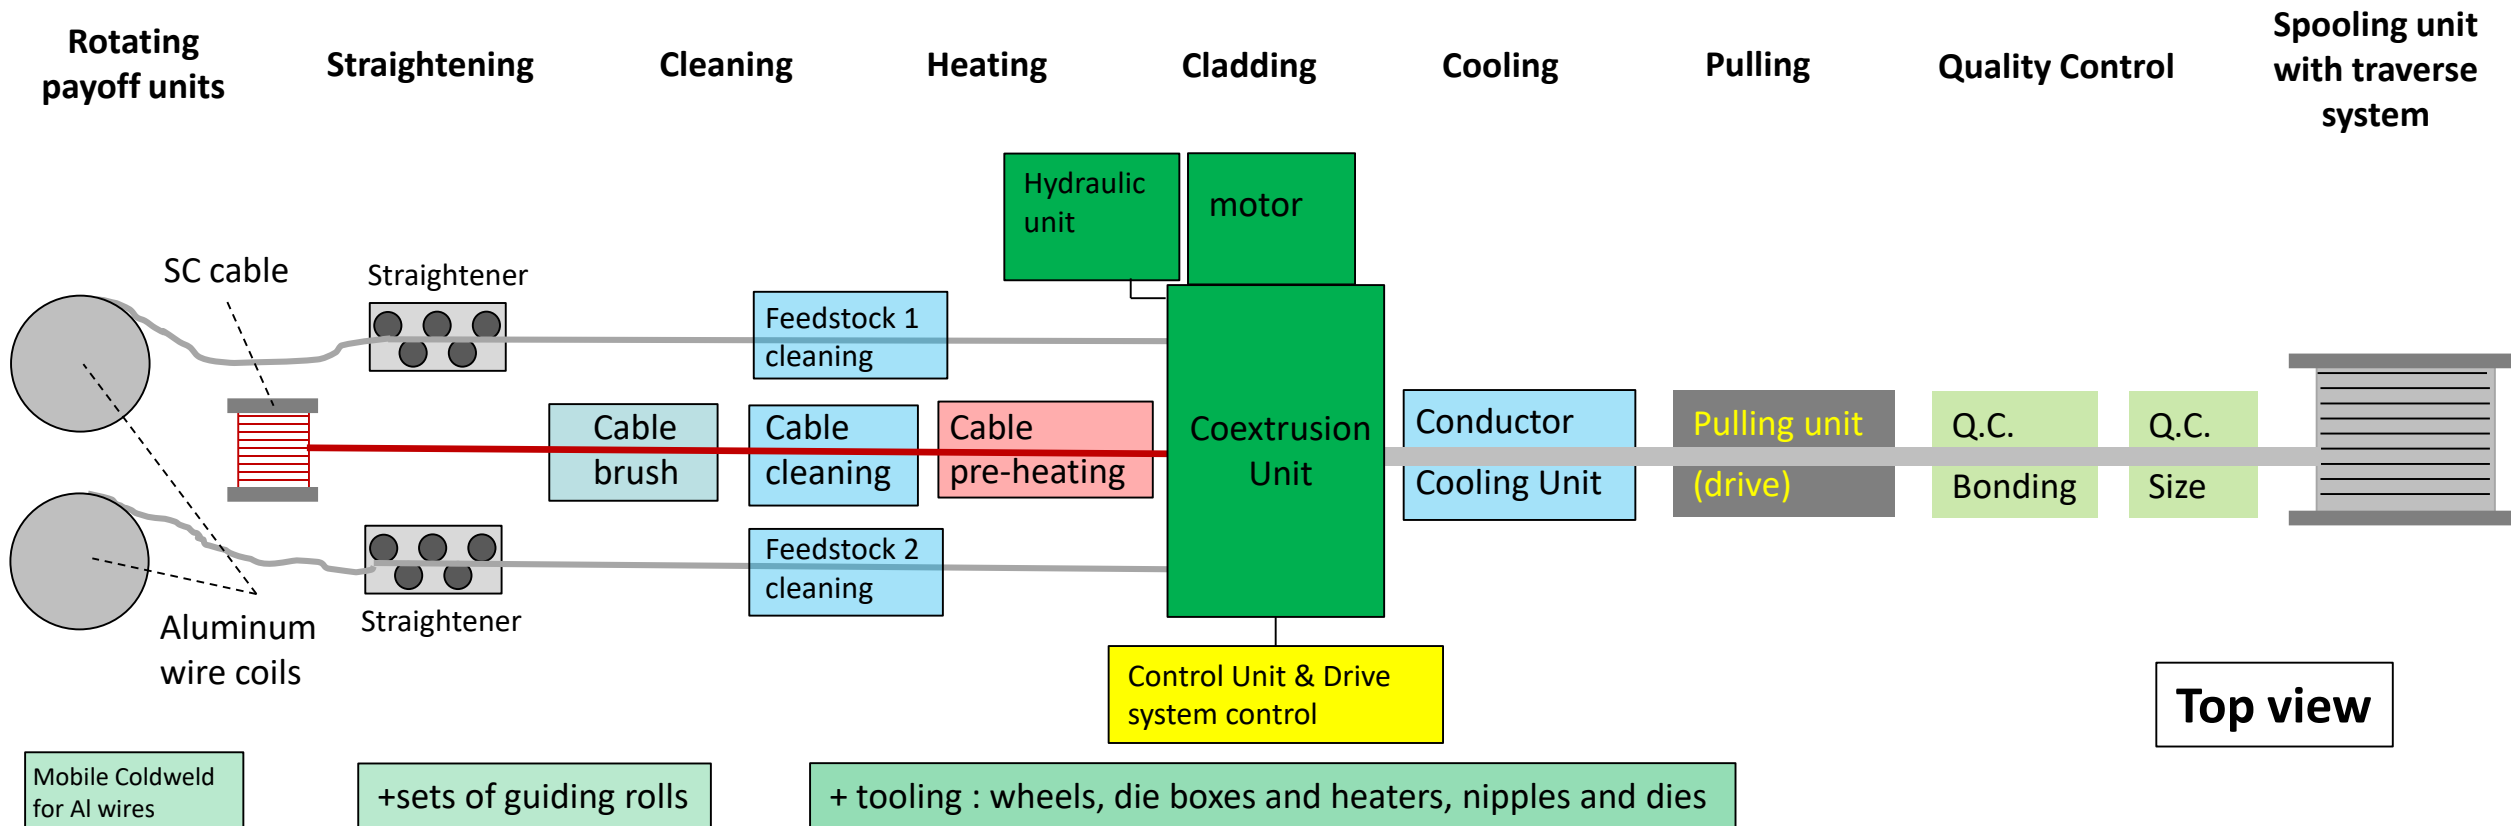 Rotating
payoff units
Straightening
Cleaning
Heating
Cladding
Cooling
Pulling
Quality Control
Spooling unit
with traverse
system
Hydraulic
unit
motor
SC cable
Straightener
Feedstock 1
cleaning
Cable
brush
Cable
cleaning
Cable
pre-heating
Coextrusion
Unit
Conductor
Cooling Unit
Pulling unit
(drive)
Q.C.
Bonding
Q.C.
Size
Feedstock 2
cleaning
Straightener
Aluminum
wire coils
Control Unit & Drive
system control
Top view
Mobile Coldweld
for Al wires
+sets of guiding rolls
+ tooling : wheels, die boxes and heaters, nipples and dies